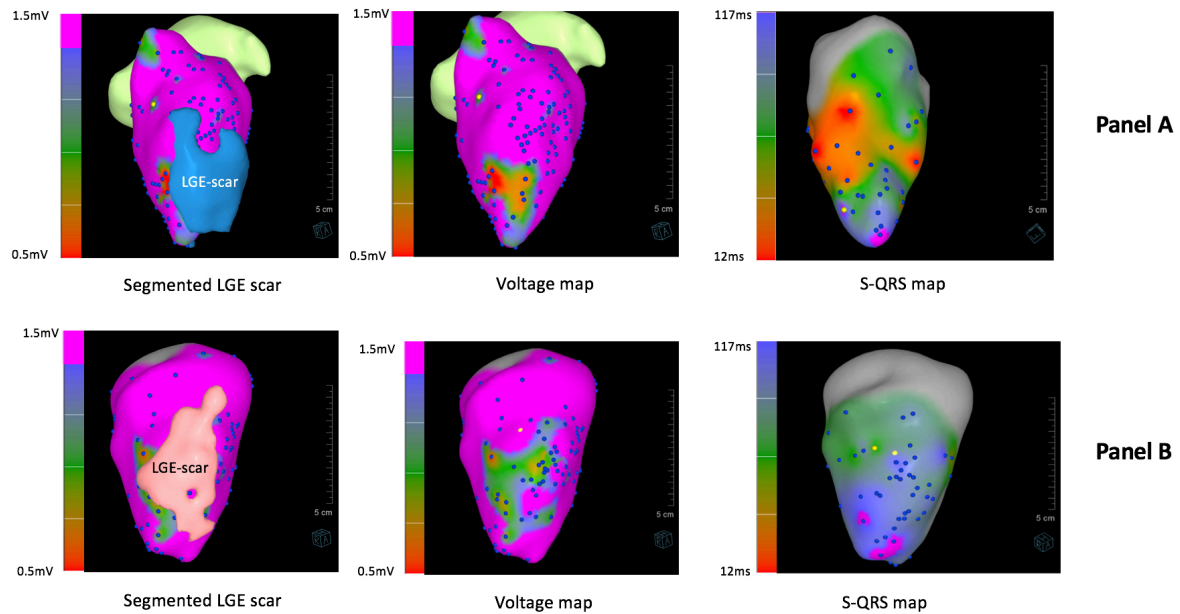 1.5mV
1.5mV
117ms
LGE-scar
Panel A
5 cm
5 cm
5 cm
0.5mV
0.5mV
12ms
Segmented LGE scar
Voltage map
S-QRS map
1.5mV
1.5mV
117ms
LGE-scar
Panel B
5 cm
5 cm
5 cm
0.5mV
0.5mV
12ms
Segmented LGE scar
Voltage map
S-QRS map